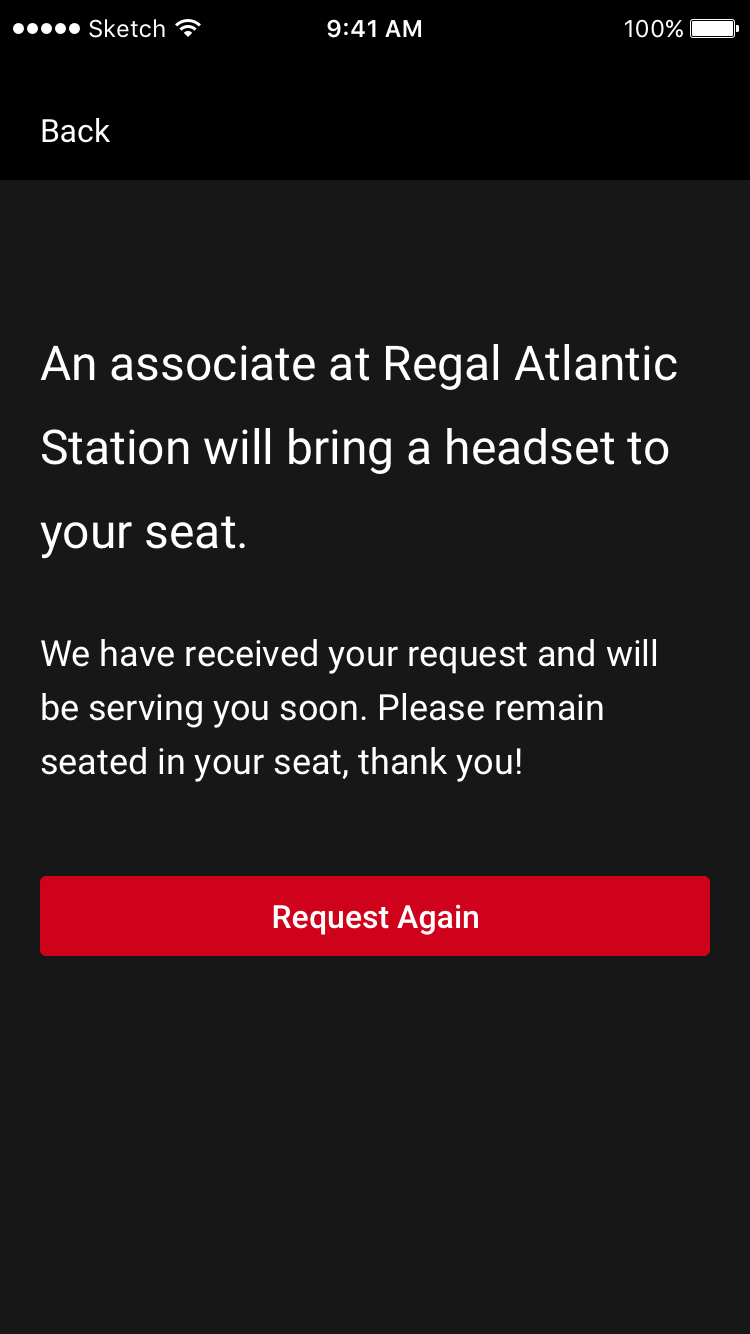 Sketch 9:41 AM 100%
Back
An associate at Regal Atlantic
Station will bring a headset to
your seat.
We have received your request and will
be serving you soon. Please remain
seated in your seat, thank you!
Request Again